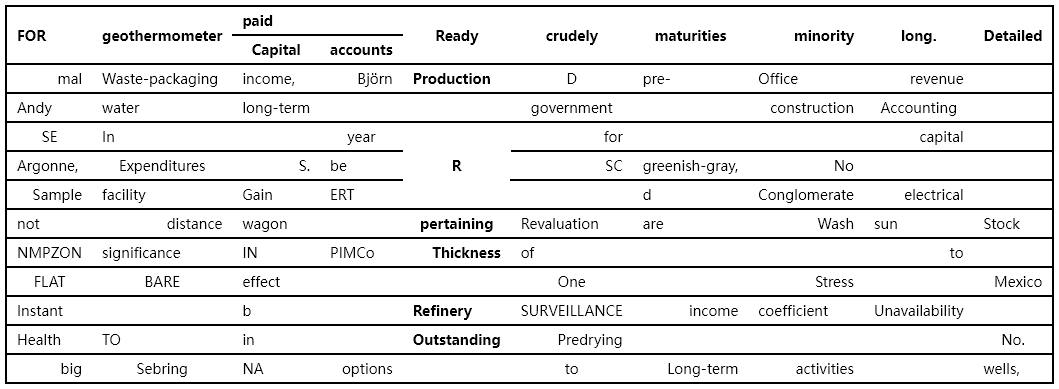 paid
FOR geothermometer Ready crudely maturities minority long. Detailed
Capital accounts
mal Waste-packaging income, Björn Production D pre- Office revenue
Andy water long-term government construction Accounting
SE In year for capital
Argonne, Expenditures S. be R SC greenish-gray, No
Sample facility Gain ERT d Conglomerate electrical
not distance wagon pertaining Revaluation are Wash sun Stock
NMPZON significance IN PIMCo Thickness of to
FLAT BARE effect One Stress Mexico
Instant b Refinery SURVEILLANCE income coefficient Unavailability
Health TO in Outstanding Predrying No.
big Sebring NA options to Long-term activities wells,